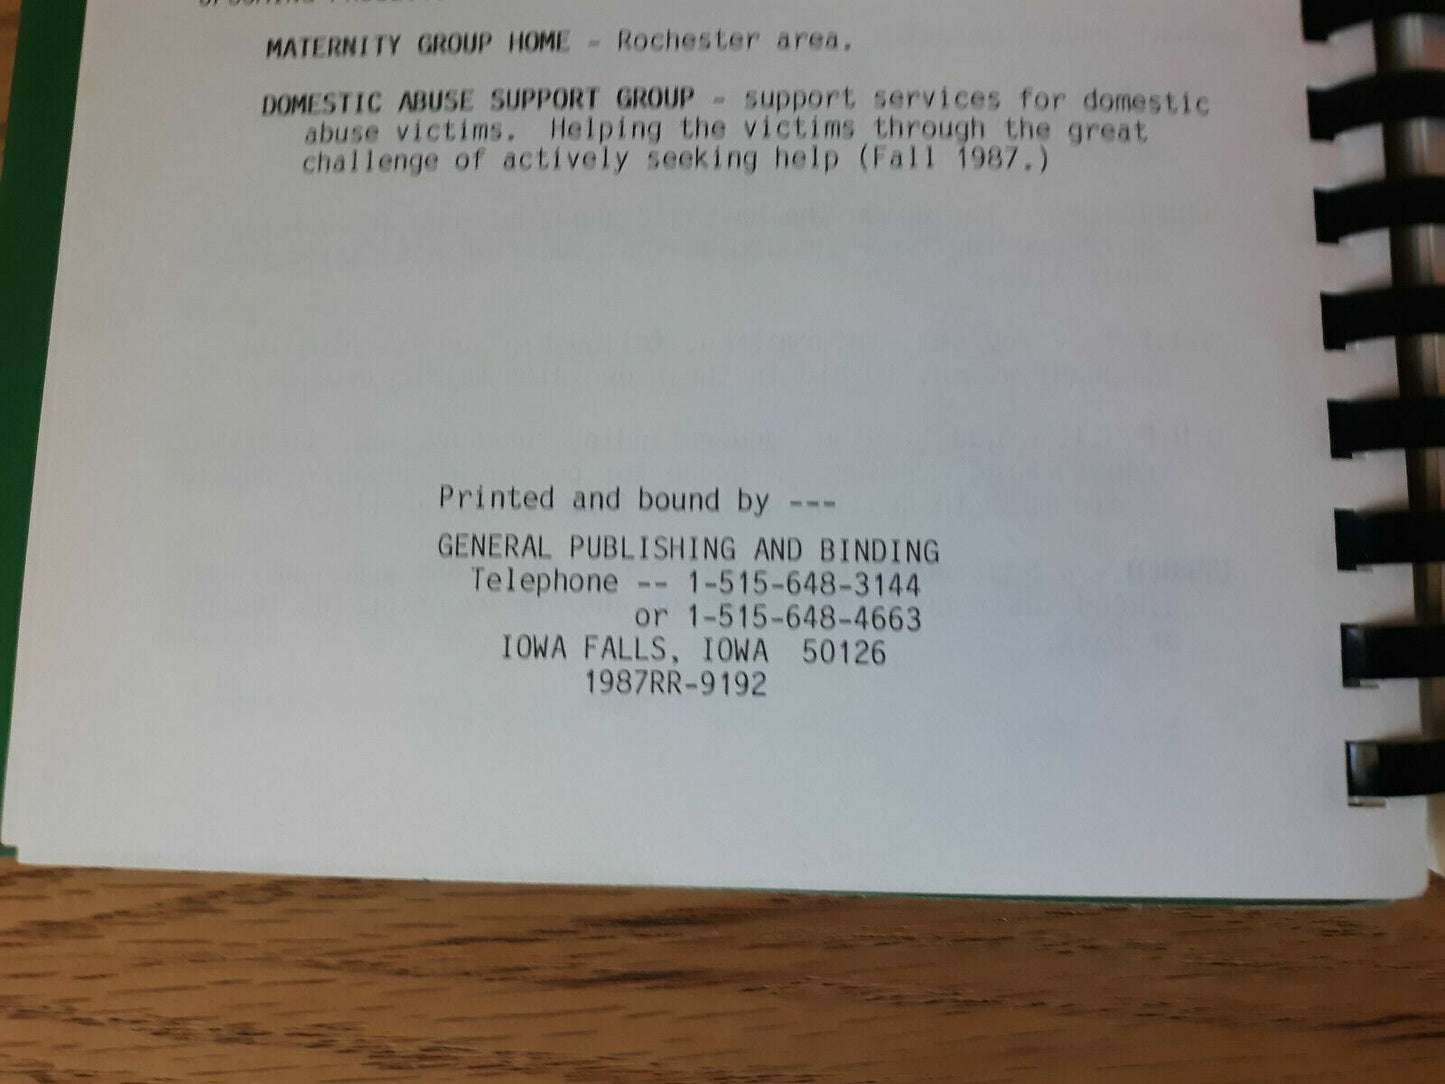 MATERNITY GROUP HOME - Rochester area.
DOMESTIC ABUSE SUPPORT GROUP - support services for domestic
abuse victims.  Helping the victims through the great
challenge of actively seeking help (Fall 1987.)
Printed and bound by ---
GENERAL PUBLISHING AND BINDING
Telephone -- 1-515-648-3144
or 1-515-648-4663
IOWA FALLS, IOWA  50126
1987RR-9192